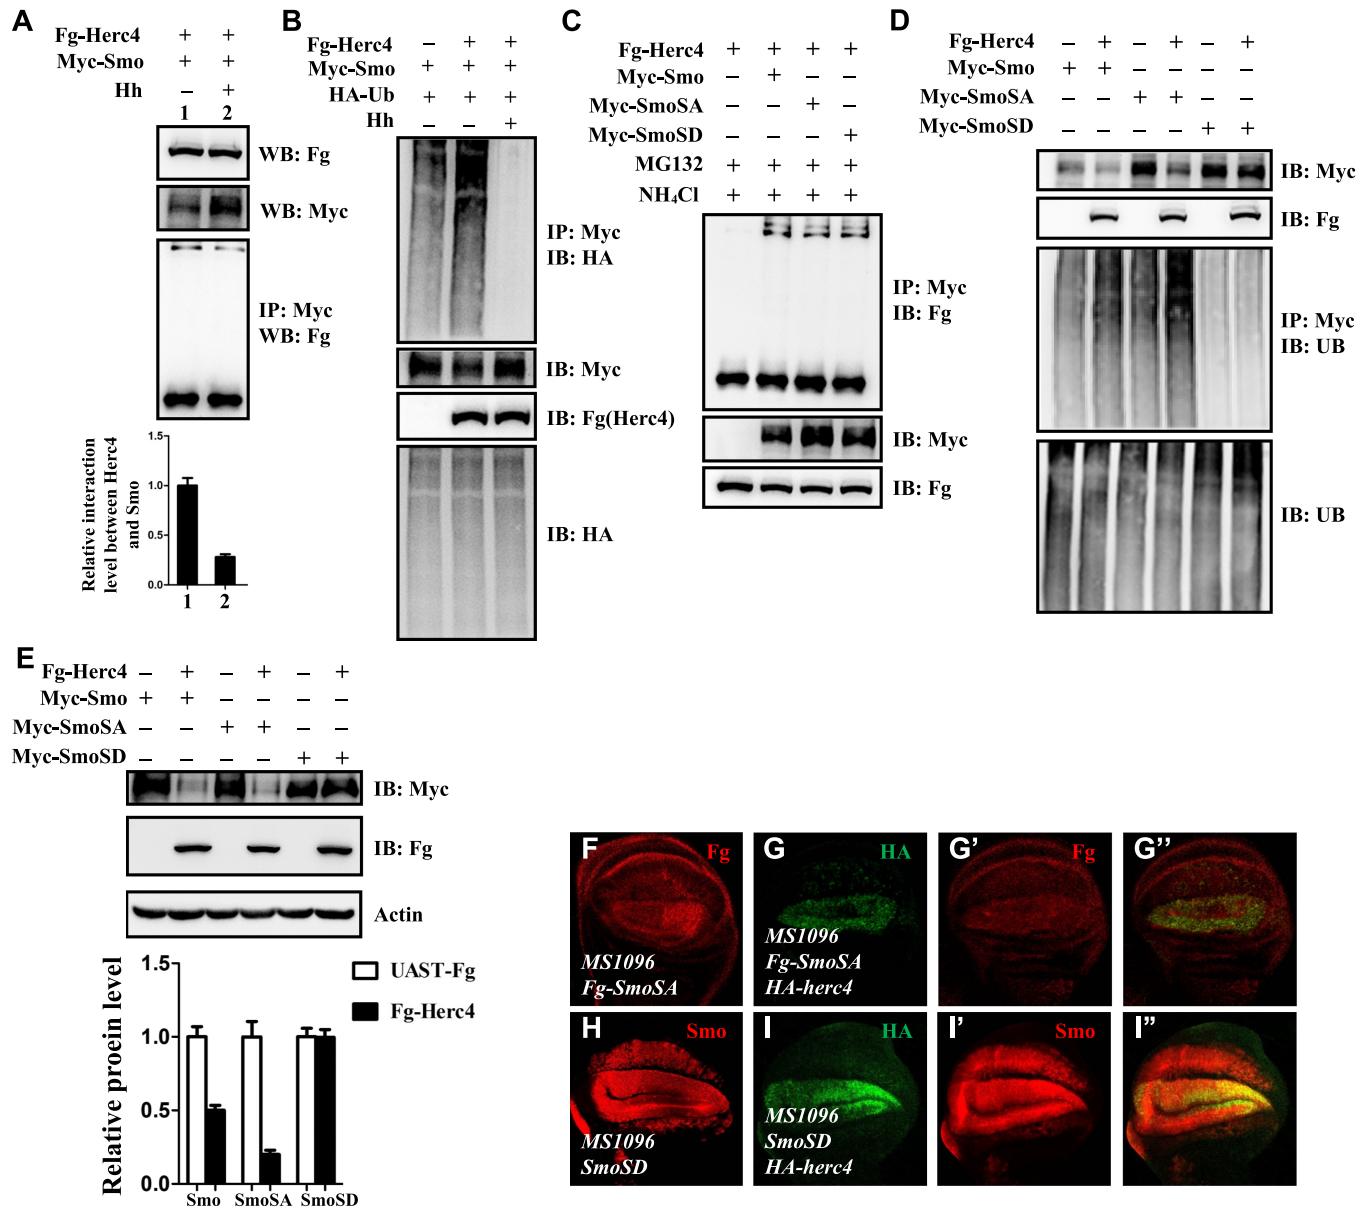 A
Fg-Herc4 + +
Myc-Smo + +
Hh – +
1 2
WB: Fg
WB: Myc
IP: Myc
WB: Fg
Relative interaction
level between Herc4
and Smo
1.5
1.0
0.5
0.0
1 2
B
Fg-Herc4 – + +
Myc-Smo + + +
HA-Ub + + +
Hh – – +
IP: Myc
IB: HA
IB: Myc
IB: Fg(Herc4)
IB: HA
C
Fg-Herc4 + + + +
Myc-Smo – + – –
Myc-SmoSA – – + –
Myc-SmoSD – – – +
MG132 + + + +
NH₄Cl + + + +
IP: Myc
IB: Fg
IB: Myc
IB: Fg
D
Fg-Herc4 – + – + – +
Myc-Smo + + – – – –
Myc-SmoSA – – + + – –
Myc-SmoSD – – – – + +
IB: Myc
IB: Fg
IP: Myc
IB: UB
IB: UB
E
Fg-Herc4 – + – + – +
Myc-Smo + + – – – –
Myc-SmoSA – – + + – –
Myc-SmoSD – – – – + +
IB: Myc
IB: Fg
Actin
Relative proein level
1.5
1.0
0.5
0.0
Smo SmoSA SmoSD
UAST-Fg
Fg-Herc4
F Fg
MS1096
Fg-SmoSA
G HA
MS1096
Fg-SmoSA
HA-herc4
G' Fg
G''
H Smo
MS1096
SmoSD
I HA
MS1096
SmoSD
HA-herc4
I' Smo
I''